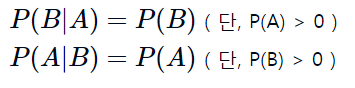 P(B|A) = P(B) ( 단, P(A) > 0 )
P(A|B) = P(A) ( 단, P(B) > 0 )